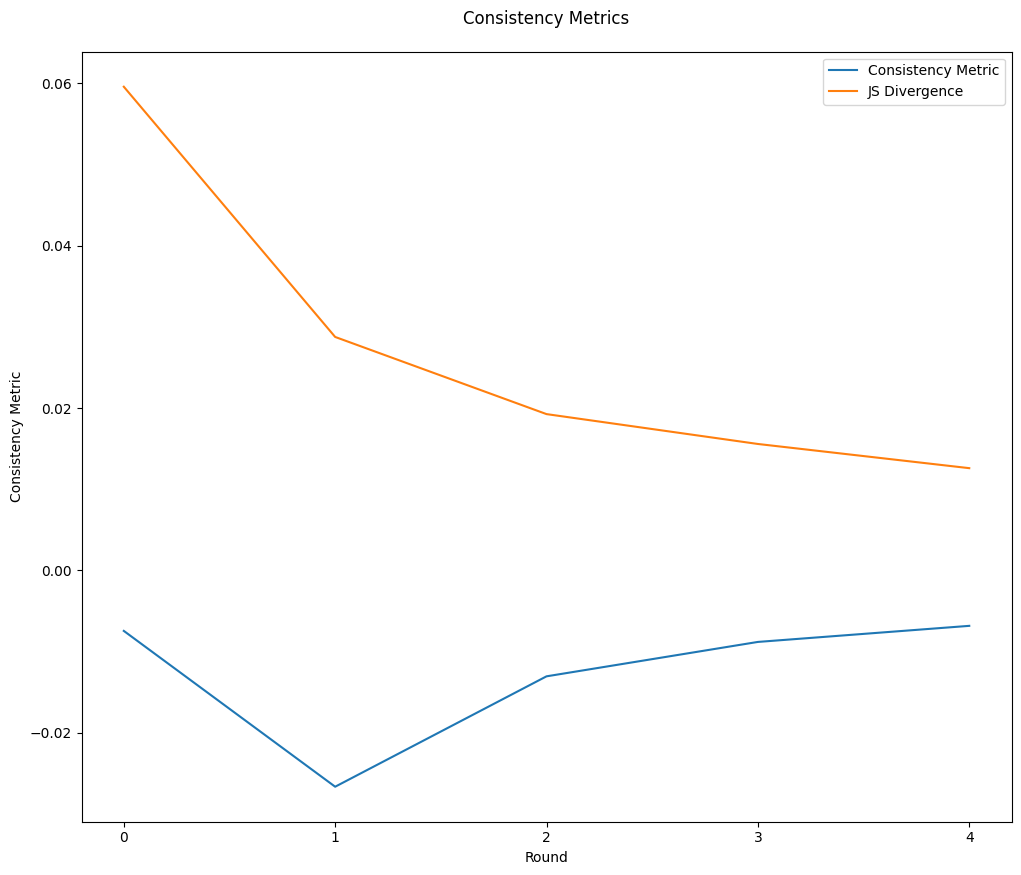 Consistency Metrics
Consistency Metric
JS Divergence
0.06
0.04
0.02
0.00
−0.02
Consistency Metric
0 1 2 3 4
Round